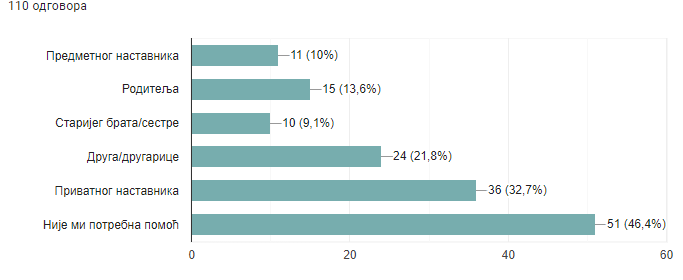 110 одговора
Предметног наставника 11 (10%)
Родитеља 15 (13,6%)
Старијег брата/сестре 10 (9,1%)
Друга/другарице 24 (21,8%)
Приватног наставника 36 (32,7%)
Није ми потребна помоћ 51 (46,4%)
0 20 40 60